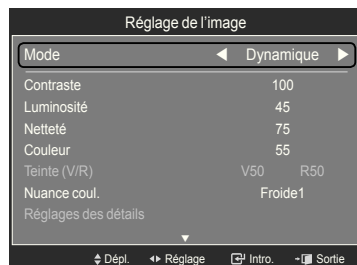 Réglage de l'image
Mode ◀ Dynamique ▶
Contraste 100
Luminosité 45
Netteté 75
Couleur 55
Teinte (V/R) V50 R50
Nuance coul. Froide1
Réglages des détails
▼
Dépl. Réglage Intro. Sortie